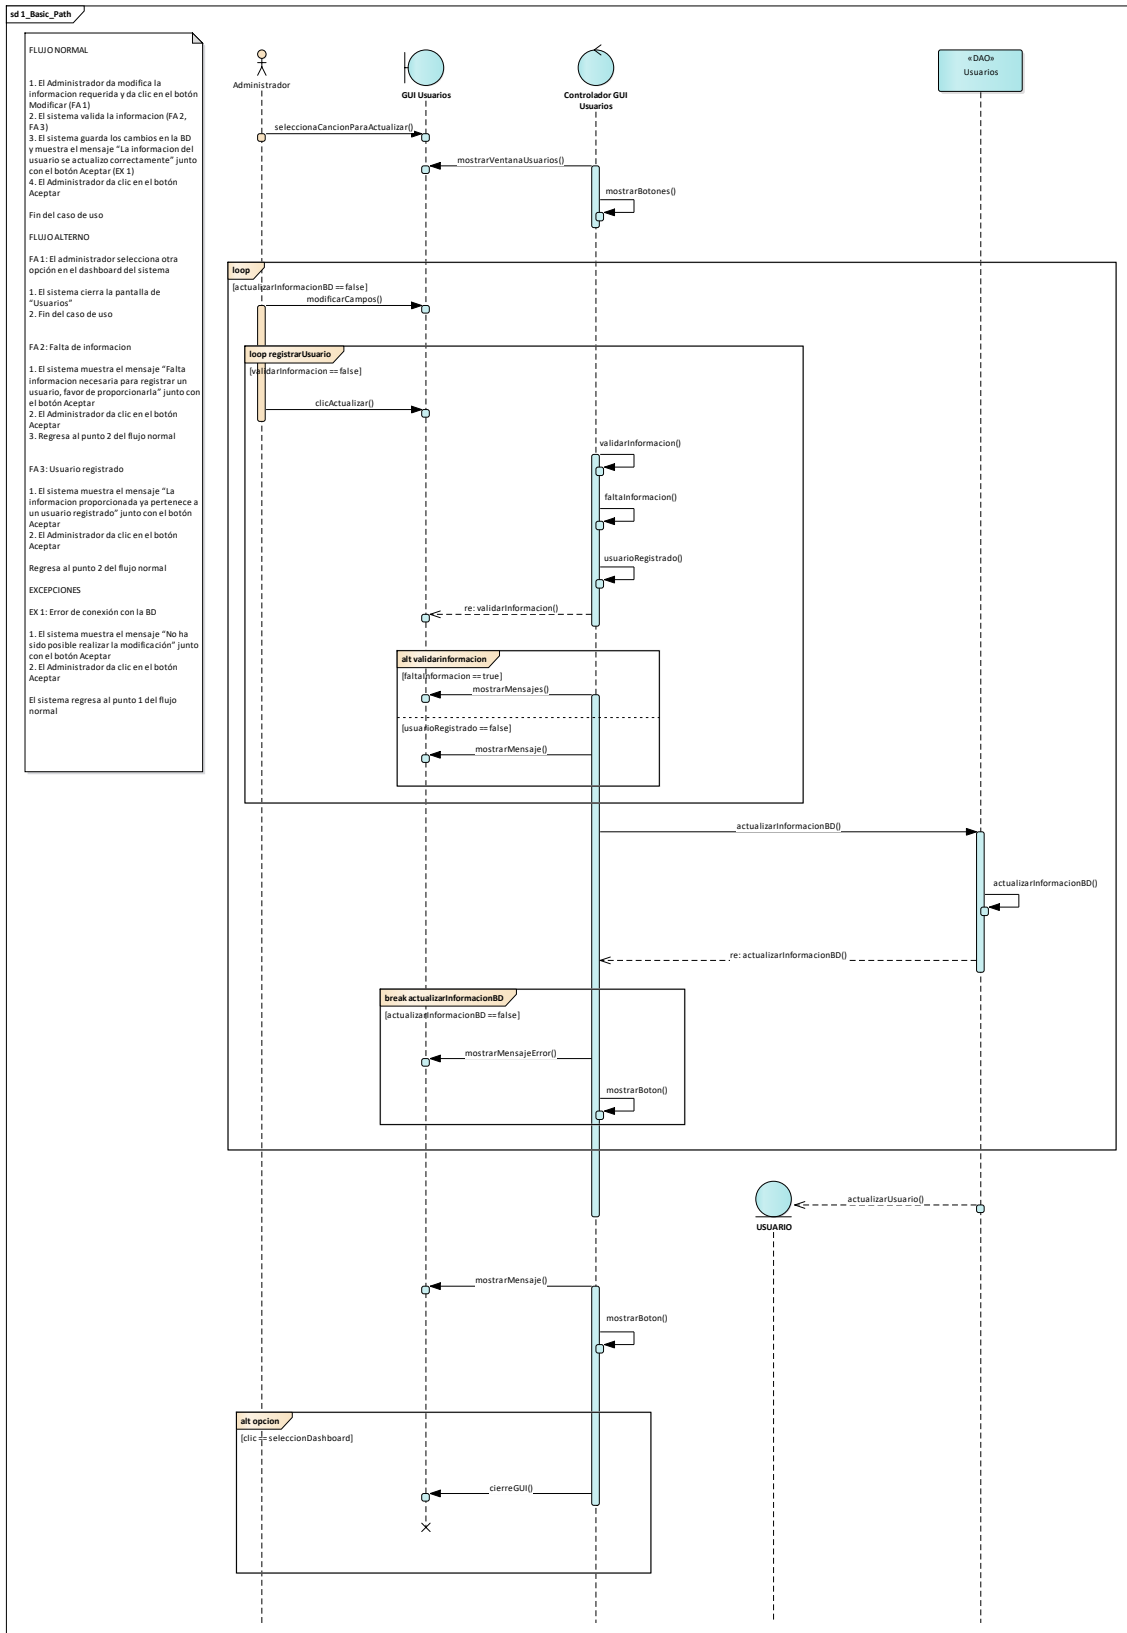 sd 1_Basic_Path
FLUJO NORMAL
1. El Administrador da modifica la
informacion requerida y da clic en el botón
Modificar (FA 1)
2. El sistema valida la informacion (FA 2,
FA 3)
3. El sistema guarda los cambios en la BD
y muestra el mensaje “La informacion del
usuario se actualizo correctamente” junto
con el botón Aceptar (EX 1)
4. El Administrador da clic en el botón
Aceptar
Fin del caso de uso
FLUJO ALTERNO
FA 1: El administrador selecciona otra
opción en el dashboard del sistema
1. El sistema cierra la pantalla de
“Usuarios”
2. Fin del caso de uso
FA 2: Falta de informacion
1. El sistema muestra el mensaje “Falta
informacion necesaria para registrar un
usuario, favor de proporcionarla” junto con
el botón Aceptar
2. El Administrador da clic en el botón
Aceptar
3. Regresa al punto 2 del flujo normal
FA 3: Usuario registrado
1. El sistema muestra el mensaje “La
informacion proporcionada ya pertenece a
un usuario registrado” junto con el botón
Aceptar
2. El Administrador da clic en el botón
Aceptar
Regresa al punto 2 del flujo normal
EXCEPCIONES
EX 1: Error de conexión con la BD
1. El sistema muestra el mensaje “No ha
sido posible realizar la modificación” junto
con el botón Aceptar
2. El Administrador da clic en el botón
Aceptar
El sistema regresa al punto 1 del flujo
normal
Administrador
GUI Usuarios
Controlador GUI
Usuarios
«DAO»
Usuarios
seleccionaCancionParaActualizar()
mostrarVentanaUsuarios()
mostrarBotones()
loop
[actualizarInformacionBD == false]
modificarCampos()
loop registrarUsuario
[validarInformacion == false]
clicActualizar()
validarInformacion()
faltaInformacion()
usuarioRegistrado()
re: validarInformacion()
alt validarinformacion
[faltaInformacion == true]
mostrarMensajes()
[usuarioRegistrado == false]
mostrarMensaje()
actualizarInformacionBD()
actualizarInformacionBD()
re: actualizarInformacionBD()
break actualizarInformacionBD
[actualizarInformacionBD == false]
mostrarMensajeError()
mostrarBoton()
actualizarUsuario()
USUARIO
mostrarMensaje()
mostrarBoton()
alt opcion
[clic == seleccionDashboard]
cierreGUI()